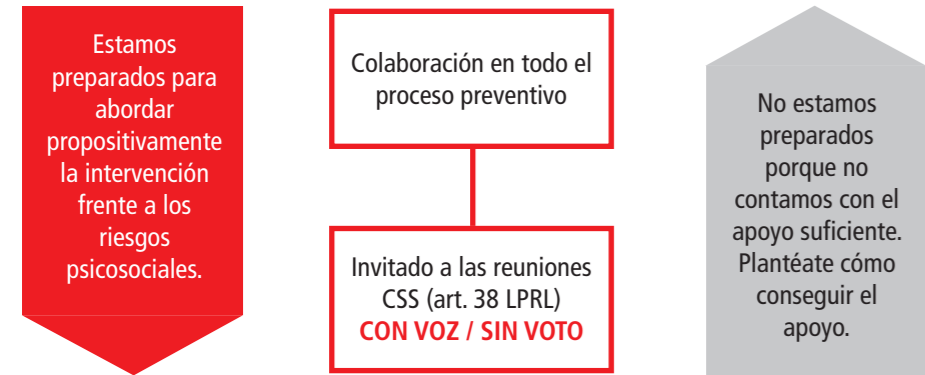 Estamos
preparados para
abordar
propositivamente
la intervención
frente a los
riesgos
psicosociales.
Colaboración en todo el
proceso preventivo
Invitado a las reuniones
CSS (art. 38 LPRL)
CON VOZ / SIN VOTO
No estamos
preparados
porque no
contamos con el
apoyo suficiente.
Plantéate cómo
conseguir el
apoyo.